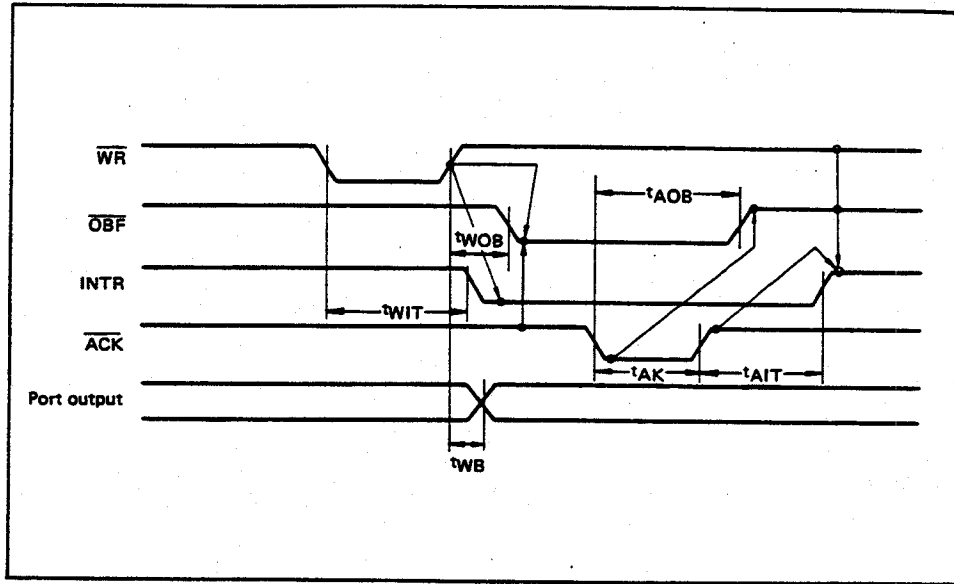 WR
tAOB
OBF
tWOB
INTR
tWIT
ACK
tAK
tAIT
Port output
tWB